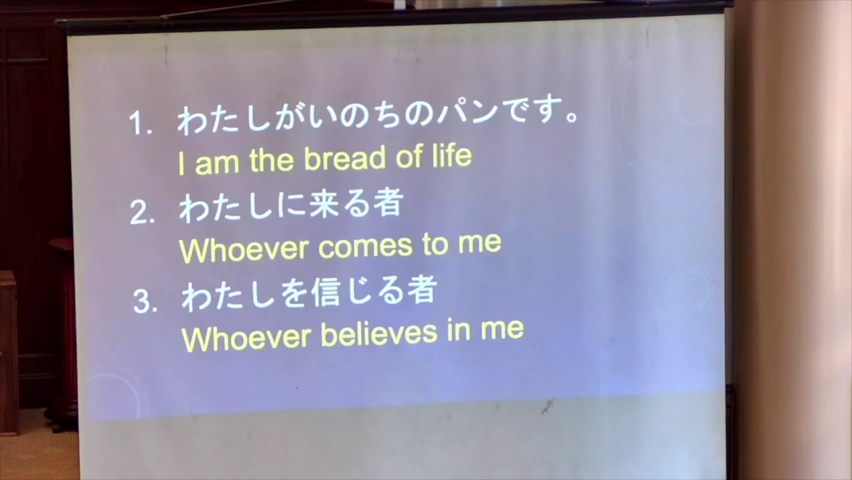 1. わたしがいのちのパンです。
I am the bread of life
2. わたしに来る者
Whoever comes to me
3. わたしを信じる者
Whoever believes in me